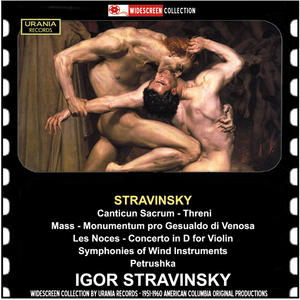 WIDESCREEN COLLECTION
URANIA
RECORDS
STRAVINSKY
Canticun Sacrum - Threni
Mass - Monumentum pro Gesualdo di Venosa
Les Noces - Concerto in D for Violin
Symphonies of Wind Instruments
Petrushka
IGOR STRAVINSKY
WIDESCREEN COLLECTION BY URANIA RECORDS - 1951-1960 AMERICAN COLUMBIA ORIGINAL PRODUCTIONS